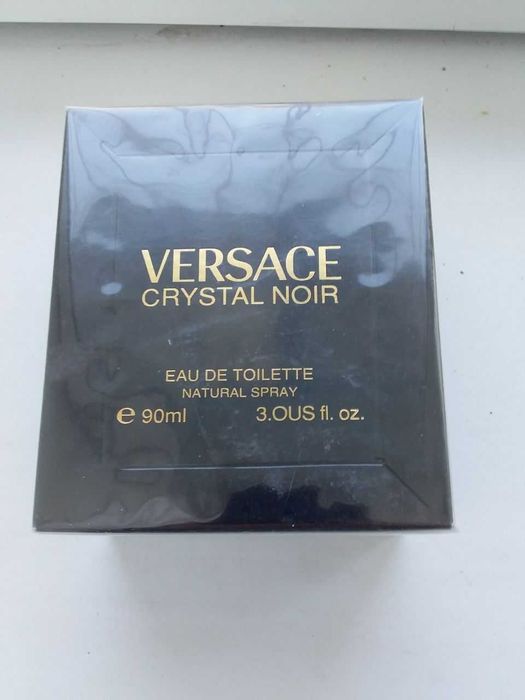 VERSACE
CRYSTAL NOIR
EAU DE TOILETTE
NATURAL SPRAY
e 90ml 3.OUS fl. oz.